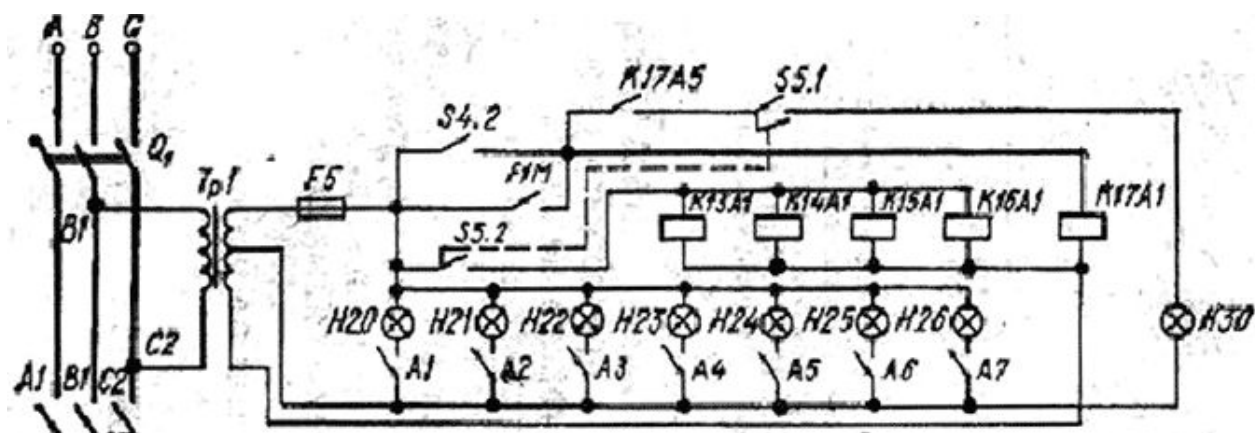 A B C
K17A5 S5.1
S4.2
Q1
Тр1 F5 F1M
K13A1 K14A1 K15A1 K16A1 K17A1
B1 S5.2
H20 H21 H22 H23 H24 H25 H26 H30
C2
A1 B1 C2 A1 A2 A3 A4 A5 A6 A7